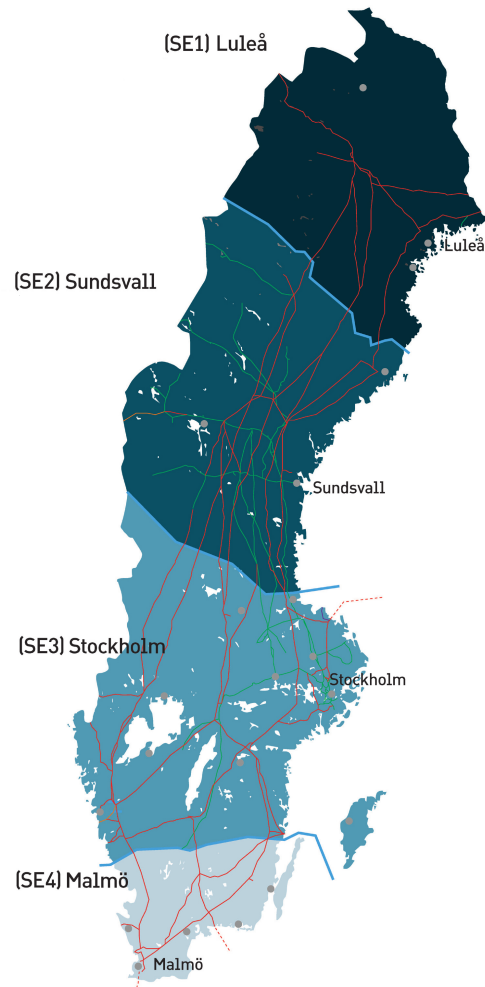 (SE1) Luleå
Luleå
(SE2) Sundsvall
Sundsvall
(SE3) Stockholm
Stockholm
(SE4) Malmö
Malmö